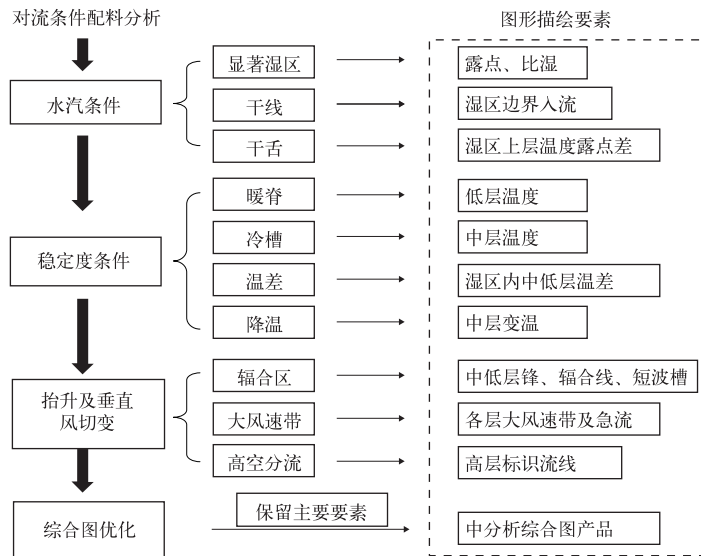 对流条件配料分析
图形描绘要素
水汽条件
显著湿区
露点、比湿
干线
湿区边界入流
干舌
湿区上层温度露点差
稳定度条件
暖脊
低层温度
冷槽
中层温度
温差
湿区内中低层温差
降温
中层变温
抬升及垂直
风切变
辐合区
中低层锋、辐合线、短波槽
大风速带
各层大风速带及急流
高空分流
高层标识流线
综合图优化
保留主要要素
中分析综合图产品